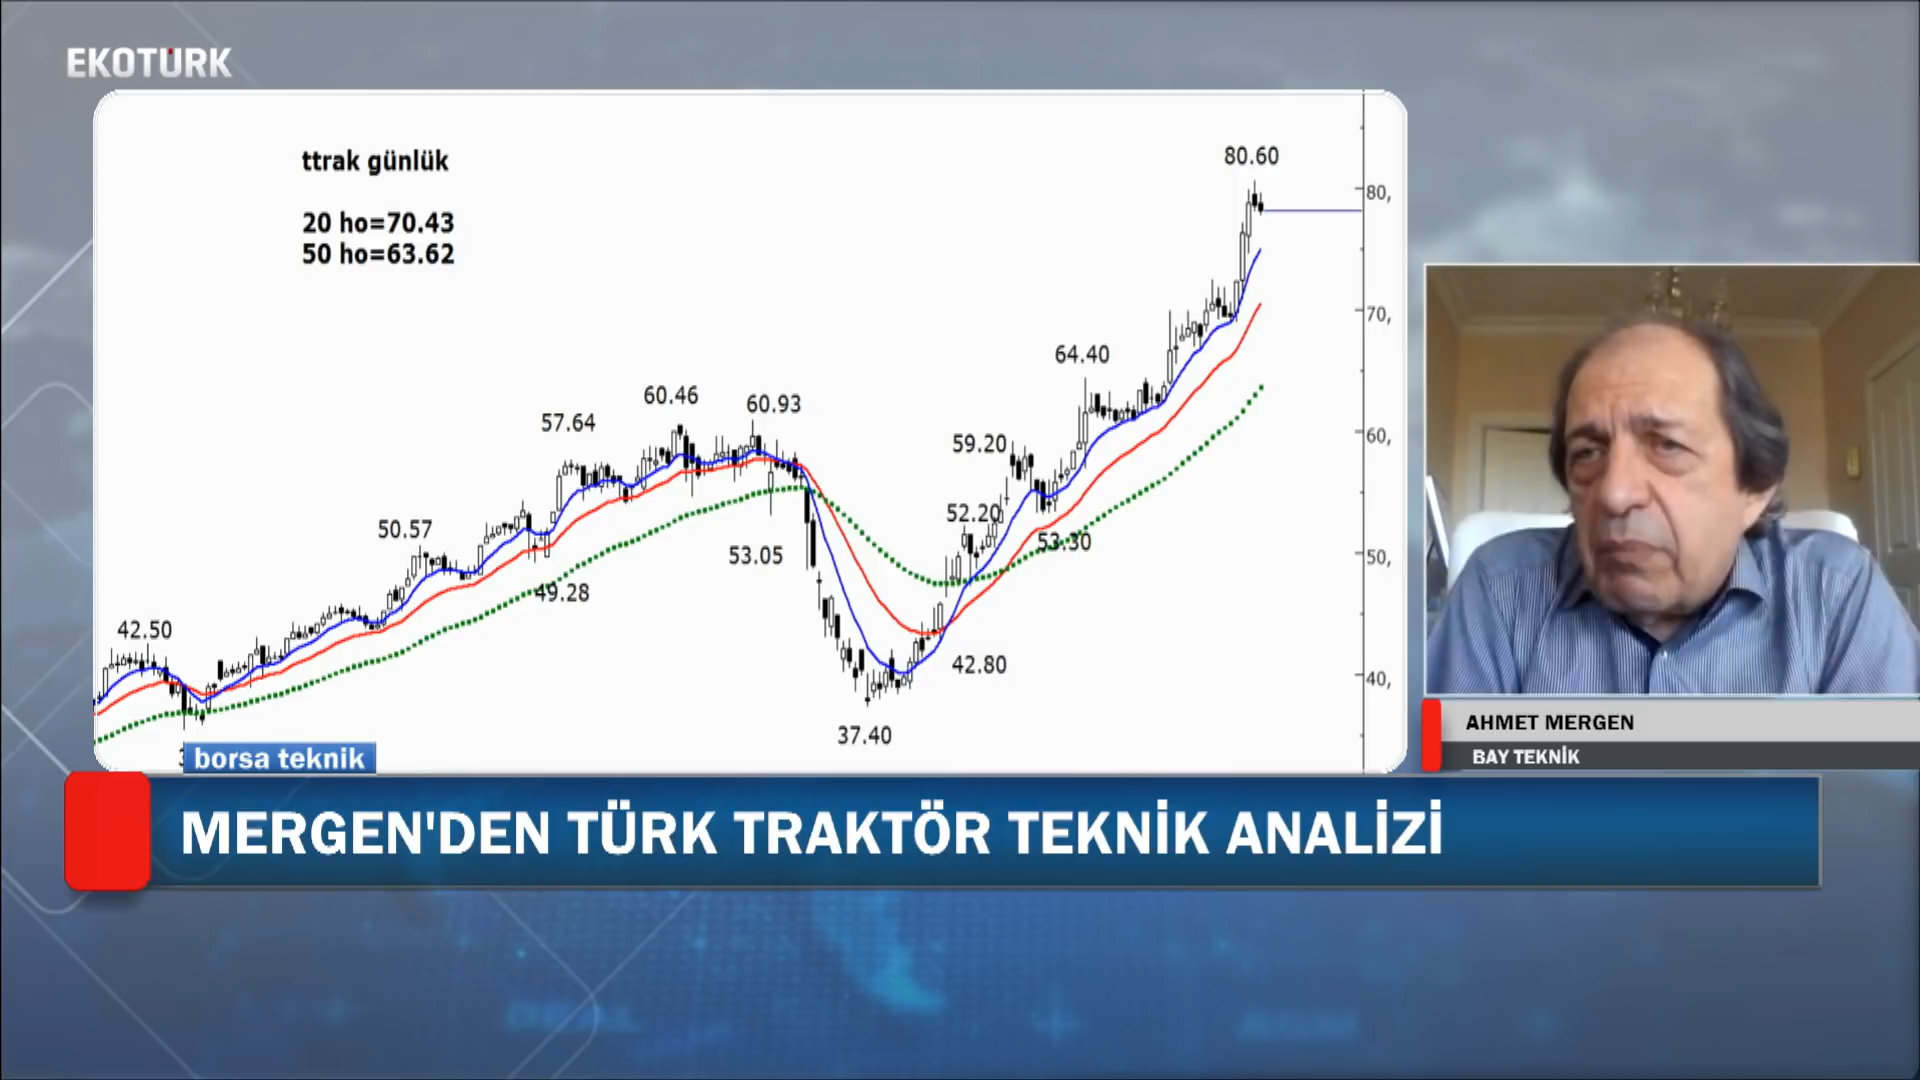 EKOTÜRK
ttrak günlük
20 ho=70.43
50 ho=63.62
80.60
80,
70,
64.40
60.46
60.93
57.64
59.20
60,
50.57
52.20
53.05
53.30
50,
49.28
42.50
42.80
40,
37.40
borsa teknik
MERGEN'DEN TÜRK TRAKTÖR TEKNİK ANALİZİ
AHMET MERGEN
BAY TEKNİK